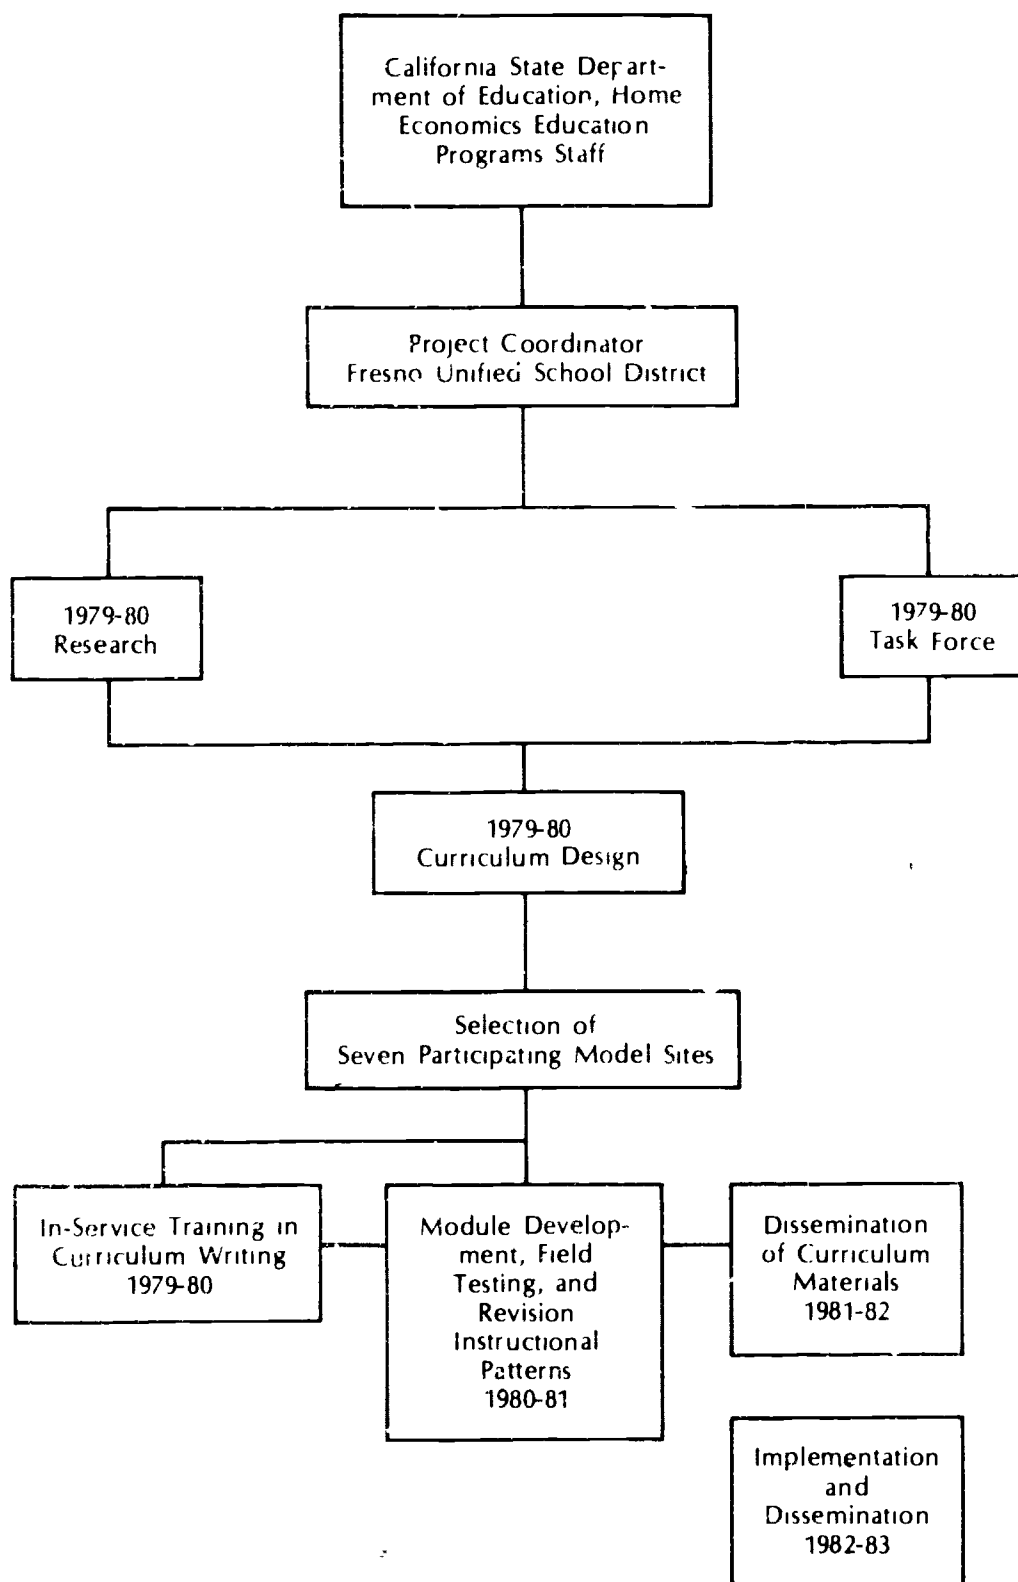 California State Depart-
ment of Education, Home
Economics Education
Programs Staff
Project Coordinator
Fresno Unified School District
1979-80
Research
1979-80
Task Force
1979-80
Curriculum Design
Selection of
Seven Participating Model Sites
In-Service Training in
Curriculum Writing
1979-80
Module Develop-
ment, Field
Testing, and
Revision
Instructional
Patterns
1980-81
Dissemination
of Curriculum
Materials
1981-82
Implementation
and
Dissemination
1982-83